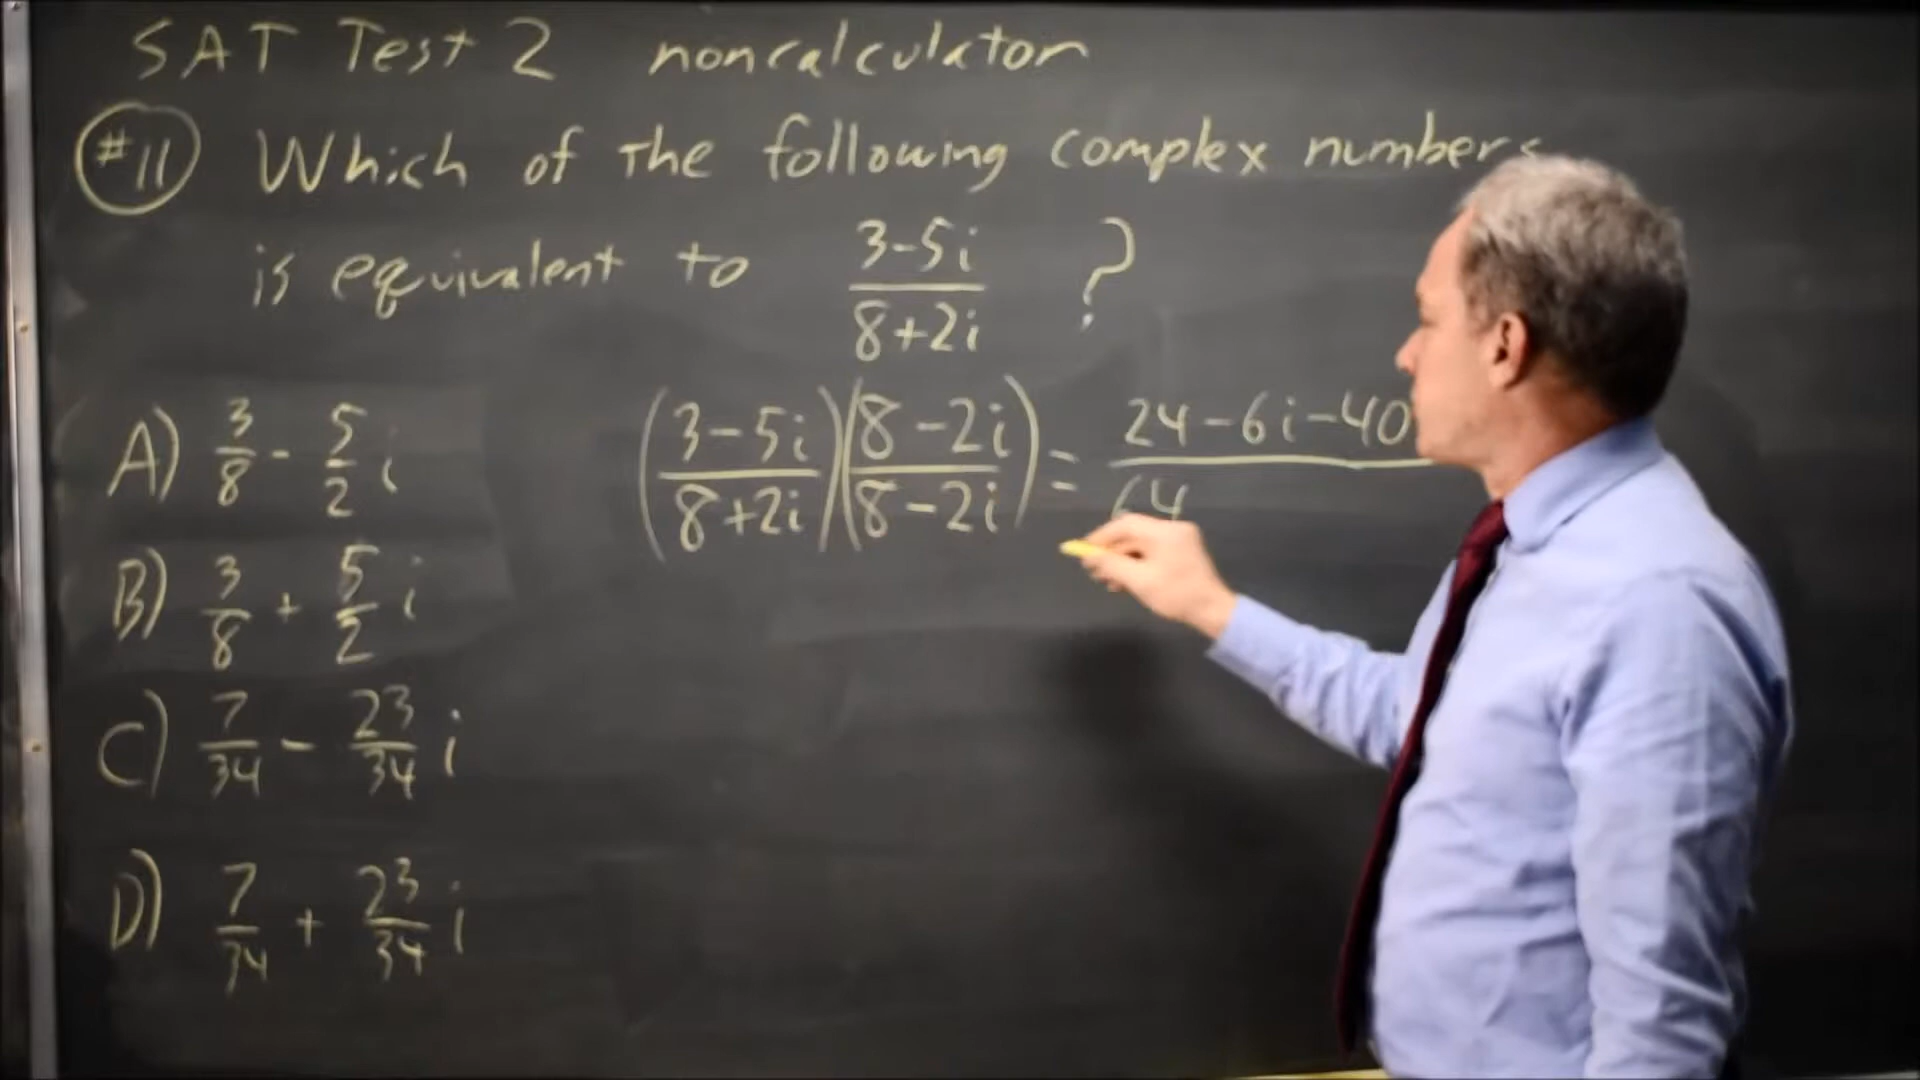 SAT Test 2 noncalculator
#11 Which of the following complex numbers
is equivalent to (3-5i)/(8+2i) ?
((3-5i)/(8+2i))((8-2i)/(8-2i)) = (24-6i-40)/(64)
A) 3/8 - 5/2 i
B) 3/8 + 5/2 i
C) 7/34 - 23/34 i
D) 7/34 + 23/34 i